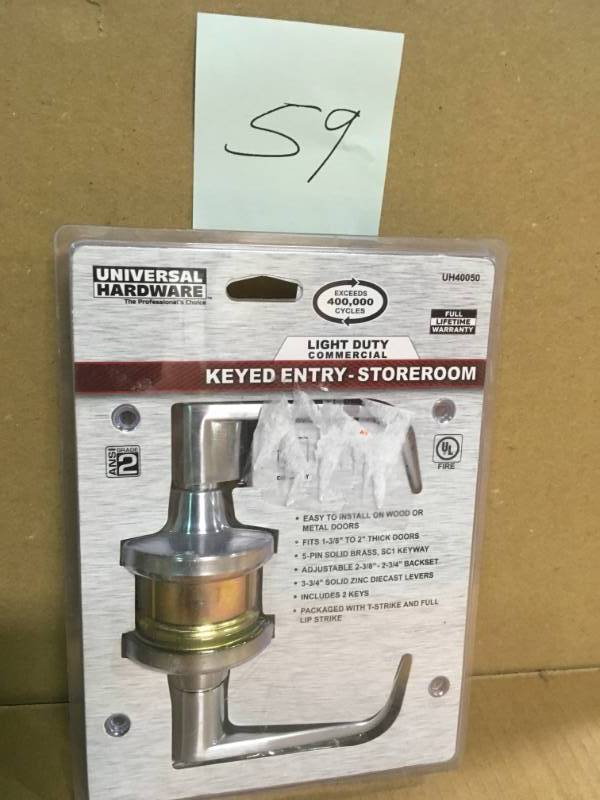 59
UNIVERSAL
HARDWARE™
The Professional's Choice
EXCEEDS
400,000
CYCLES
UH40050
FULL
LIFETIME
WARRANTY
LIGHT DUTY
COMMERCIAL
KEYED ENTRY - STOREROOM
ANSI GRADE 2
UL
FIRE
• EASY TO INSTALL ON WOOD OR
METAL DOORS
• FITS 1-3/8" TO 2" THICK DOORS
• 5-PIN SOLID BRASS, SC1 KEYWAY
• ADJUSTABLE 2-3/8" - 2-3/4" BACKSET
• 3-3/4" SOLID ZINC DIECAST LEVERS
• INCLUDES 2 KEYS
• PACKAGED WITH T-STRIKE AND FULL
LIP STRIKE